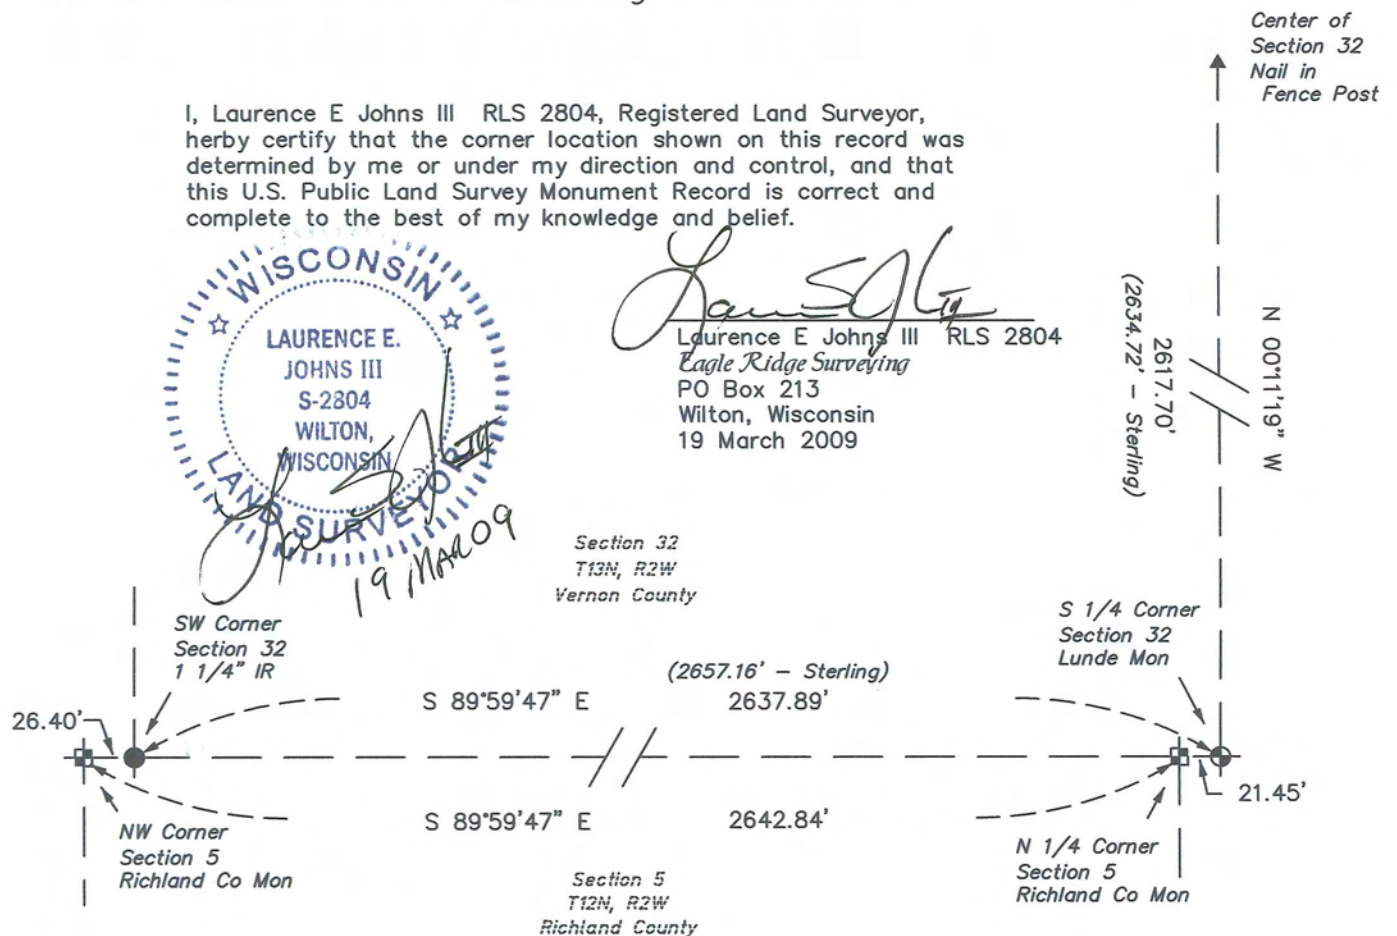 Center of
Section 32
Nail in
Fence Post
I, Laurence E Johns III RLS 2804, Registered Land Surveyor,
herby certify that the corner location shown on this record was
determined by me or under my direction and control, and that
this U.S. Public Land Survey Monument Record is correct and
complete to the best of my knowledge and belief.
WISCONSIN
LAURENCE E.
JOHNS III
S-2804
WILTON,
WISCONSIN
LAND SURVEYOR
19 MAR 09
Laurence E Johns III RLS 2804
Eagle Ridge Surveying
PO Box 213
Wilton, Wisconsin
19 March 2009
(2634.72' – Sterling)
2617.70'
N 00°11'19" W
Section 32
T13N, R2W
Vernon County
SW Corner
Section 32
1 1/4" IR
S 1/4 Corner
Section 32
Lunde Mon
(2657.16' – Sterling)
S 89°59'47" E 2637.89'
26.40'
21.45'
S 89°59'47" E 2642.84'
NW Corner
Section 5
Richland Co Mon
N 1/4 Corner
Section 5
Richland Co Mon
Section 5
T12N, R2W
Richland County